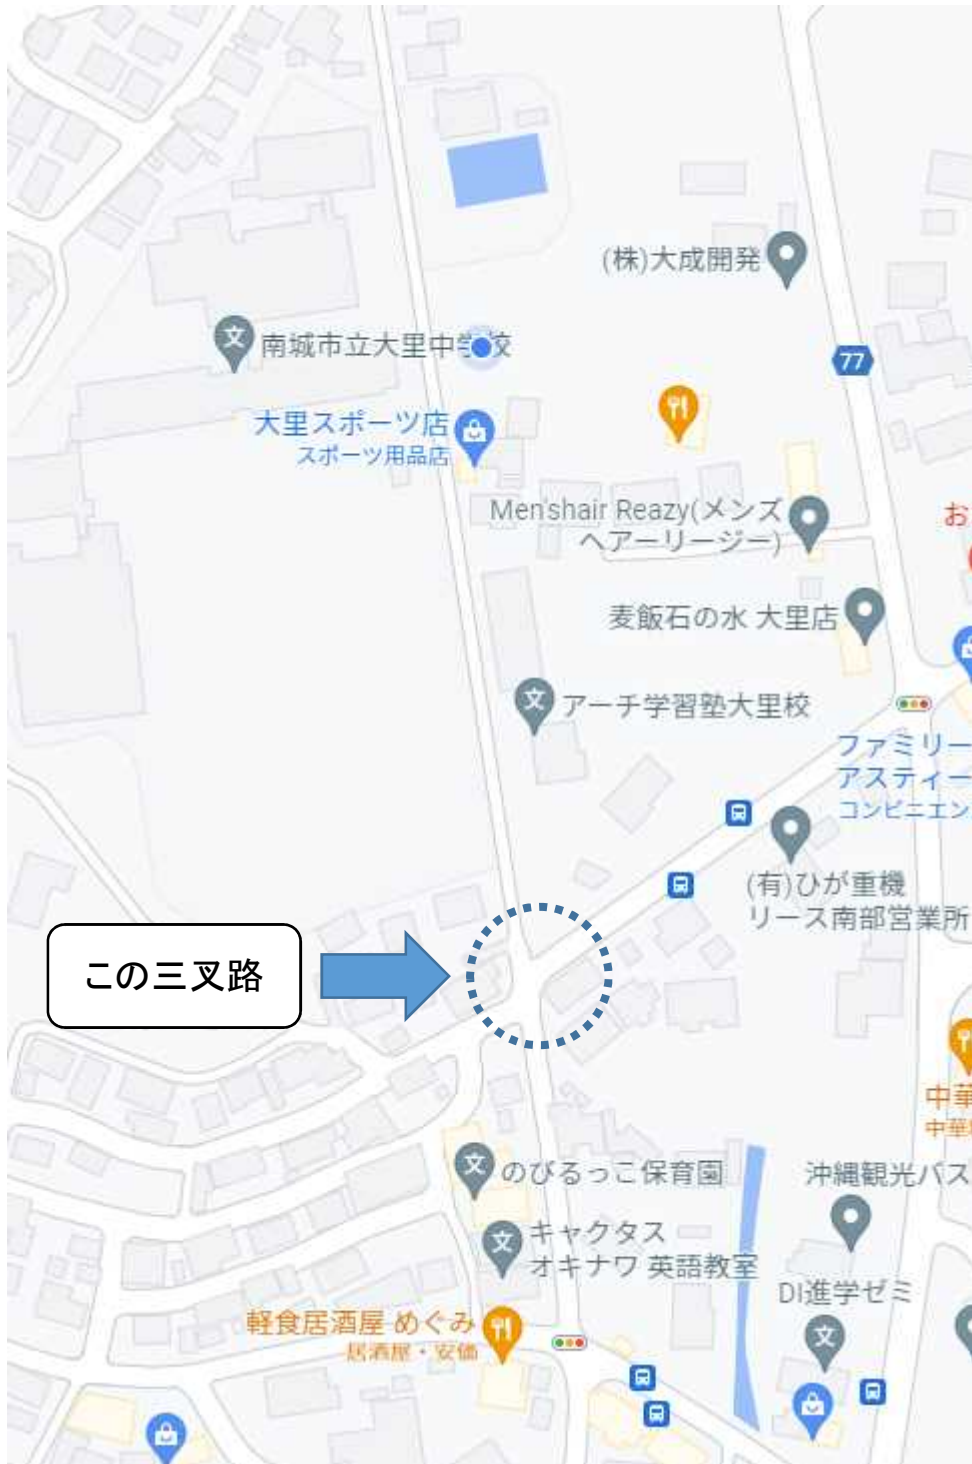 (株)大成開発
南城市立大里中学校
77
大里スポーツ店
スポーツ用品店
Men'shair Reazy(メンズ
ヘアーリージー)
お
麦飯石の水 大里店
アーチ学習塾大里校
ファミリー
アスティー
コンビニエン
(有)ひが重機
リース南部営業所
この三叉路
中華
中華
のびるっこ保育園
沖縄観光バス
キャクタス
オキナワ 英語教室
DI進学ゼミ
軽食居酒屋 めぐみ
居酒屋・安価